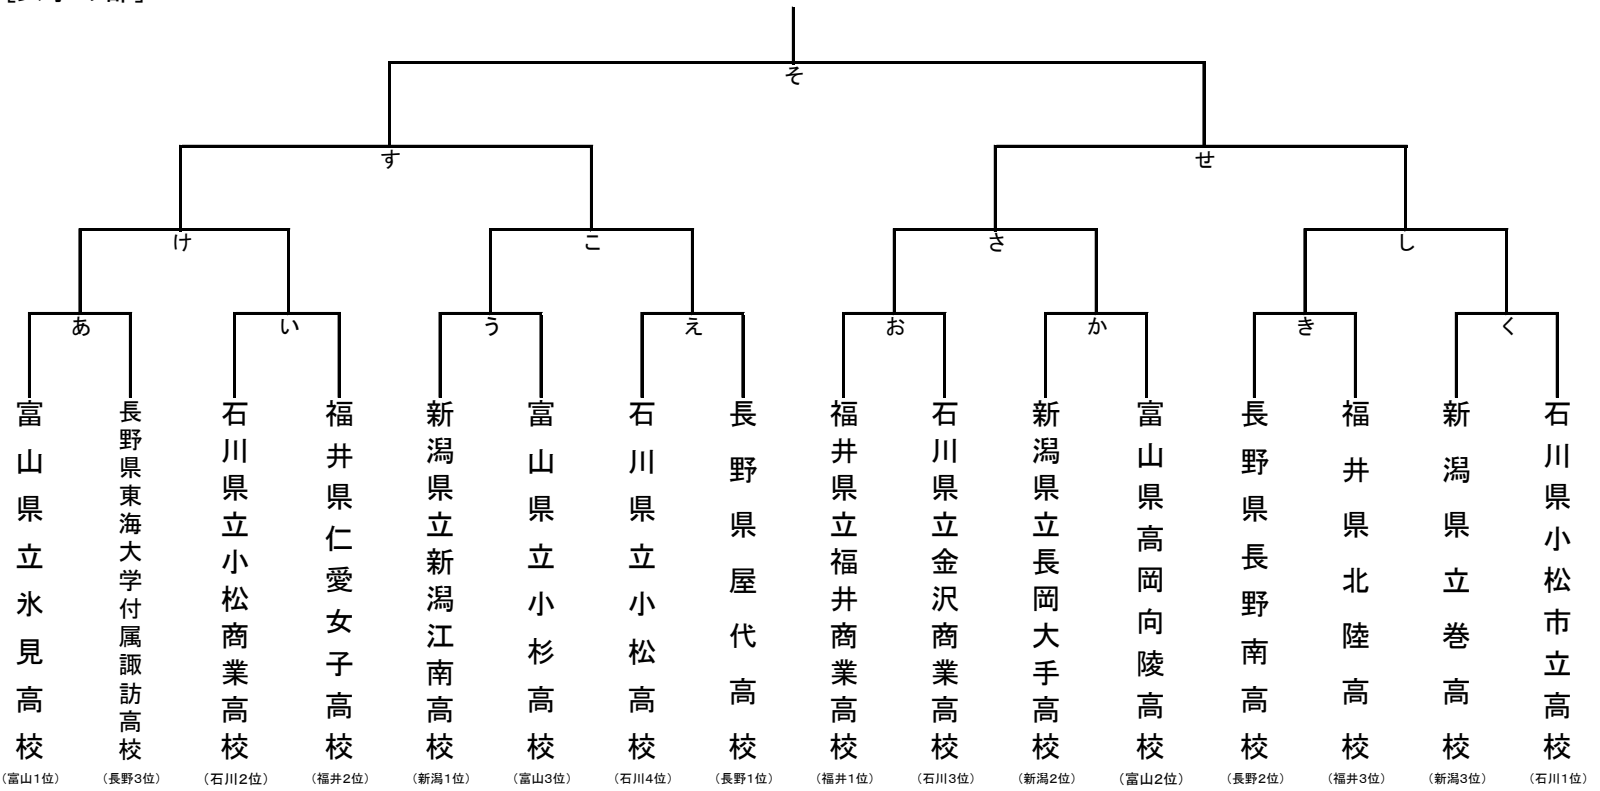 そ
す
せ
け
こ
さ
し
あ
い
う
え
お
か
き
く
富山県立氷見高校
長野県東海大学付属諏訪高校
石川県立小松商業高校
福井県仁愛女子高校
新潟県立新潟江南高校
富山県立小杉高校
石川県立小松高校
長野県屋代高校
福井県立福井商業高校
石川県立金沢商業高校
新潟県立長岡大手高校
富山県高岡向陵高校
長野県長野南高校
福井県北陸高校
新潟県立巻高校
石川県小松市立高校
（富山1位）
（長野3位）
（石川2位）
（福井2位）
（新潟1位）
（富山3位）
（石川4位）
（長野1位）
（福井1位）
（石川3位）
（新潟2位）
（富山2位）
（長野2位）
（福井3位）
（新潟3位）
（石川1位）